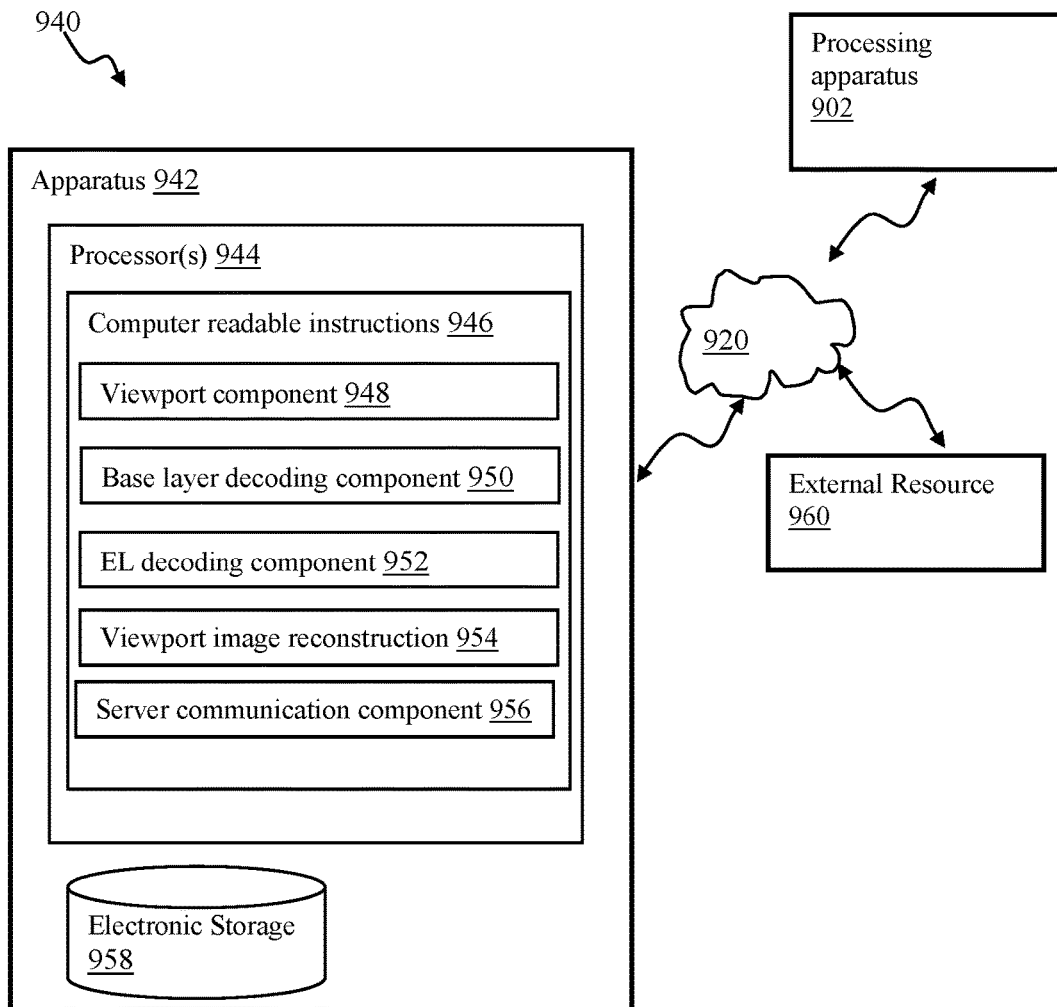 940
Processing
apparatus
902
Apparatus 942
Processor(s) 944
Computer readable instructions 946
Viewport component 948
Base layer decoding component 950
EL decoding component 952
Viewport image reconstruction 954
Server communication component 956
920
External Resource
960
Electronic Storage
958